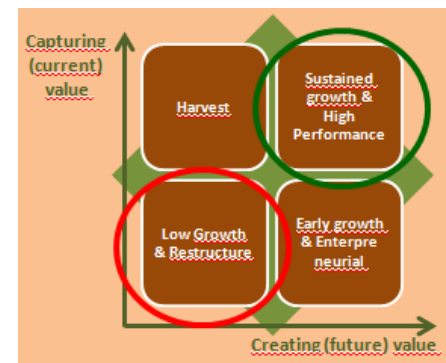 Capturing
(current)
value
Harvest
Sustained
growth &
High
Performance
Low Growth
& Restructure
Early growth
& Enterpre
neurial
Creating (future) value